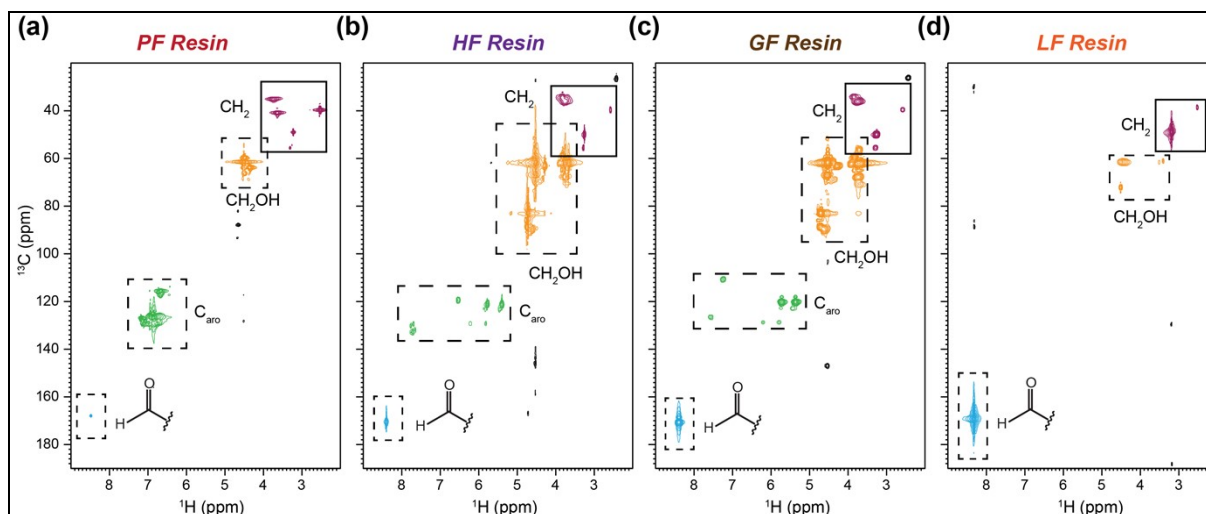 (a) PF Resin (b) HF Resin (c) GF Resin (d) LF Resin
CH₂ CH₂ CH₂ CH₂
CH₂OH CH₂OH CH₂OH CH₂OH
Cₐᵣₒ Cₐᵣₒ Cₐᵣₒ
O O O O
H H H H
¹³C (ppm)
40
60
80
100
120
140
160
180
8 7 6 5 4 3 8 7 6 5 4 3 8 7 6 5 4 3 8 7 6 5 4 3
¹H (ppm) ¹H (ppm) ¹H (ppm) ¹H (ppm)